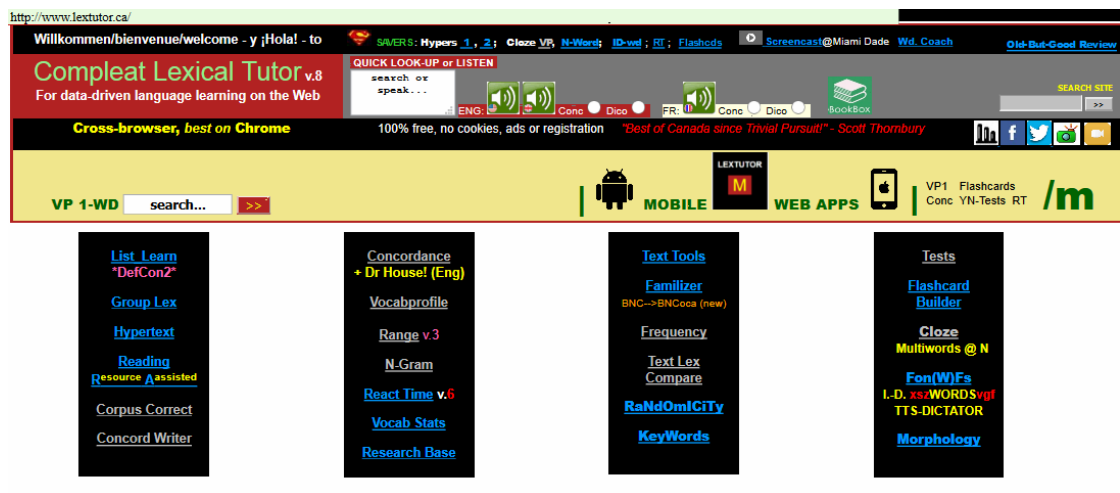 http://www.lextutor.ca/
Willkommen/bienvenue/welcome - y ¡Hola! - to
SAVERS: Hypers 1, 2; Cloze VP, N-Word; ID-wd; RT; Flashcds
Screencast@Miami Dade Wd. Coach
Old-But-Good Review
Compleat Lexical Tutor v.8
For data-driven language learning on the Web
QUICK LOOK-UP or LISTEN
search or
speak...
ENG: Conc Dico
FR: Conc Dico
BookBox
SEARCH SITE
>>
Cross-browser, best on Chrome
100% free, no cookies, ads or registration
"Best of Canada since Trivial Pursuit!" - Scott Thornbury
VP 1-WD search... >>
| MOBILE
LEXTUTOR
M
WEB APPS |
VP1 Flashcards
Conc YN-Tests RT
/m
List_Learn
*DefCon2*
Group Lex
Hypertext
Reading
Resource Aassisted
Corpus Correct
Concord Writer
Concordance
+ Dr House! (Eng)
Vocabprofile
Range v.3
N-Gram
React Time v.6
Vocab Stats
Research Base
Text Tools
Familizer
BNC-->BNCoca (new)
Frequency
Text Lex
Compare
RaNdOmICiTy
KeyWords
Tests
Flashcard
Builder
Cloze
Multiwords @ N
Fon(W)Fs
I.-D. xszWORDSvgf
TTS-DICTATOR
Morphology